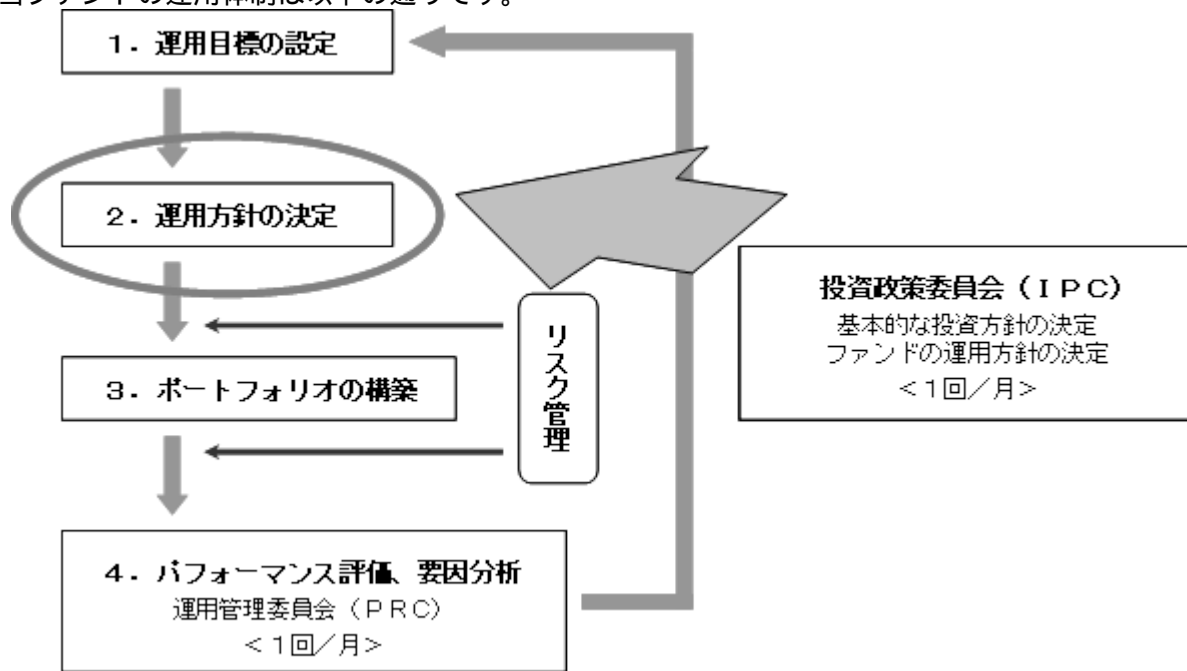 当ファンドの運用体制は以下の通りです。
１．運用目標の設定
２．運用方針の決定
３．ポートフォリオの構築
リスク管理
投資政策委員会（ＩＰＣ）
基本的な投資方針の決定
ファンドの運用方針の決定
＜１回／月＞
４．パフォーマンス評価、要因分析
運用管理委員会（ＰＲＣ）
＜１回／月＞